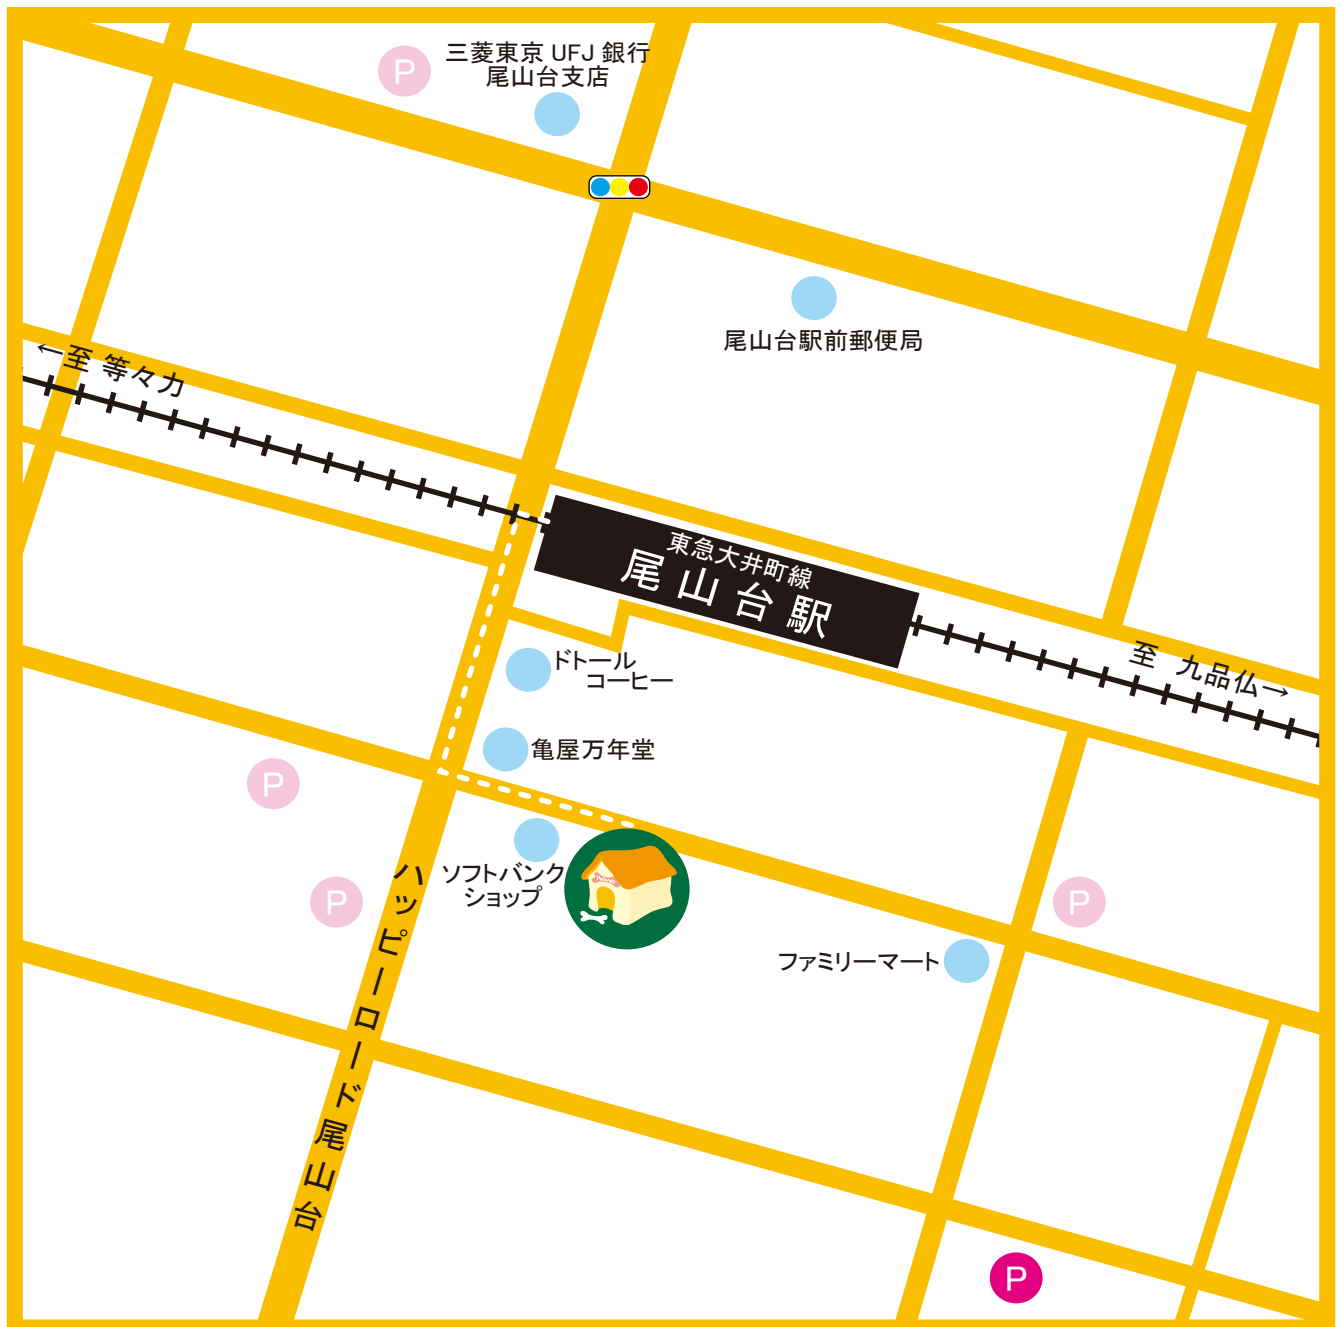 P
三菱東京 UFJ 銀行
尾山台支店
尾山台駅前郵便局
←至 等々力
東急大井町線
尾山台駅
至 九品仏→
ドトール
コーヒー
亀屋万年堂
P
ソフトバンク
ショップ
P
P
ハッピーロード尾山台
ファミリーマート
P